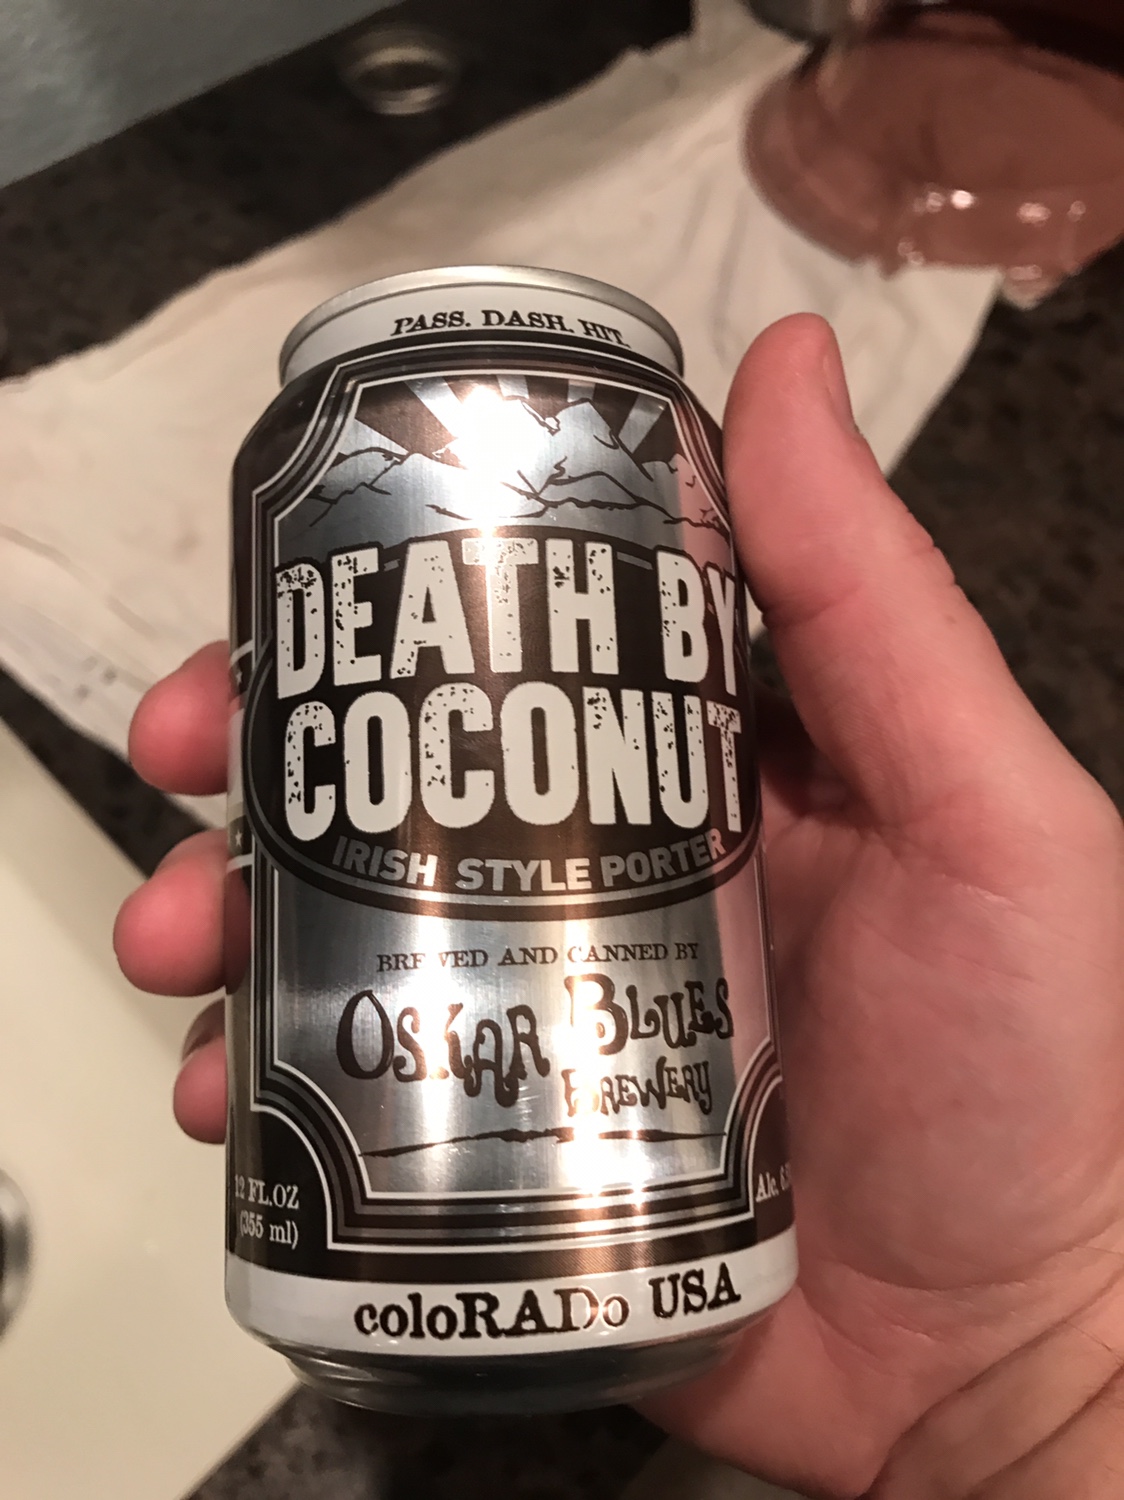 PASS. DASH. HIT.
DEATH BY
COCONUT
IRISH STYLE PORTER
BREWED AND CANNED BY
OSKAR BLUES
BREWERY
12 FL.OZ
(355 ml)
Alc.
coloRADo USA